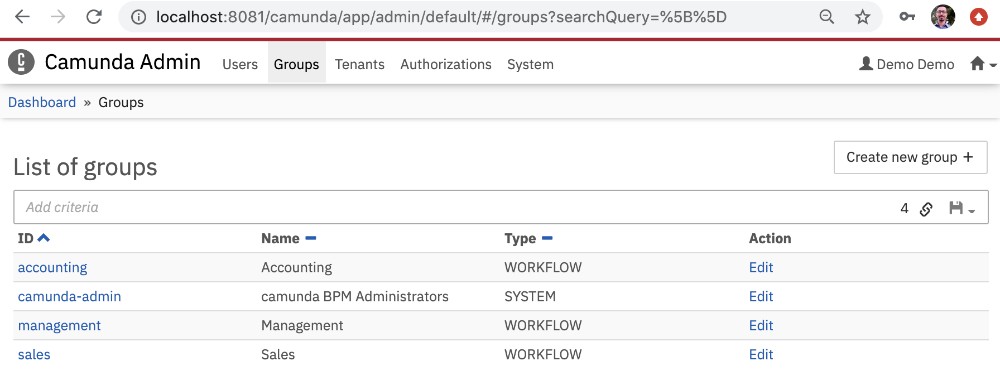 localhost:8081/camunda/app/admin/default/#/groups?searchQuery=%5B%5D
Camunda Admin Users Groups Tenants Authorizations System Demo Demo
Dashboard » Groups
List of groups
Create new group +
Add criteria 4
ID Name Type Action
accounting Accounting WORKFLOW Edit
camunda-admin camunda BPM Administrators SYSTEM Edit
management Management WORKFLOW Edit
sales Sales WORKFLOW Edit